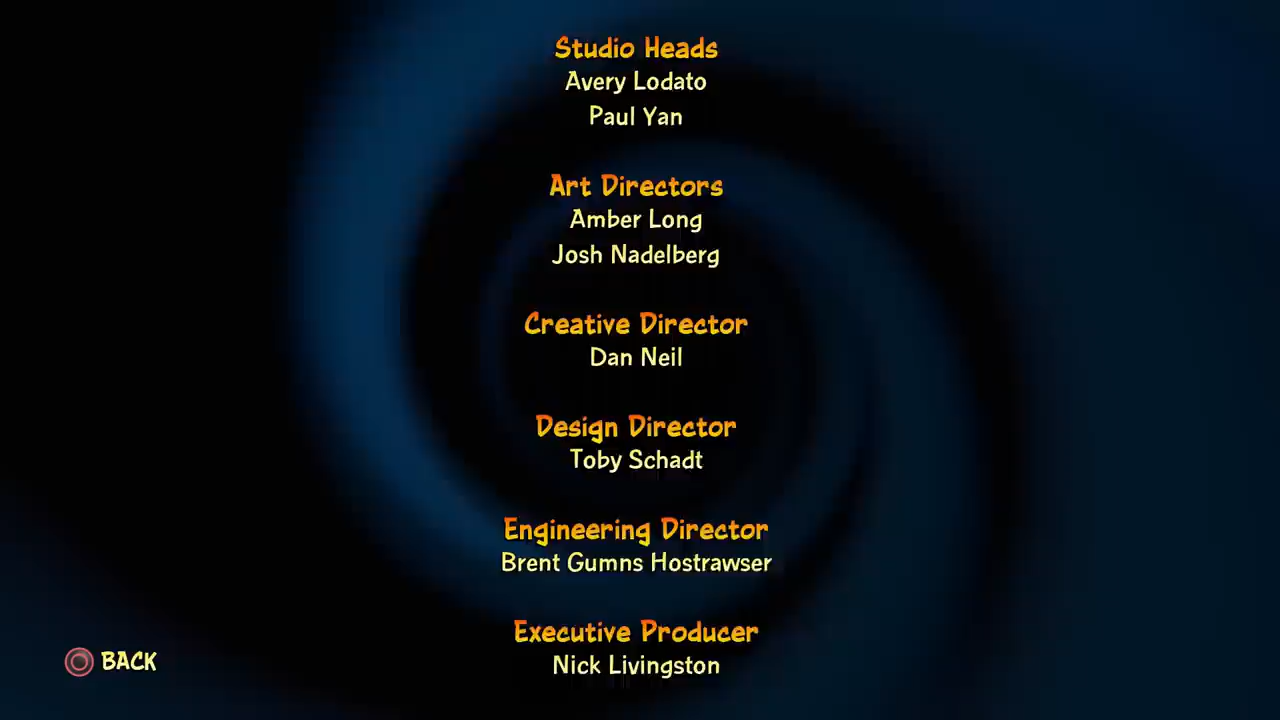 Studio Heads
Avery Lodato
Paul Yan
Art Directors
Amber Long
Josh Nadelberg
Creative Director
Dan Neil
Design Director
Toby Schadt
Engineering Director
Brent Gumns Hostrawser
Executive Producer
Nick Livingston
BACK